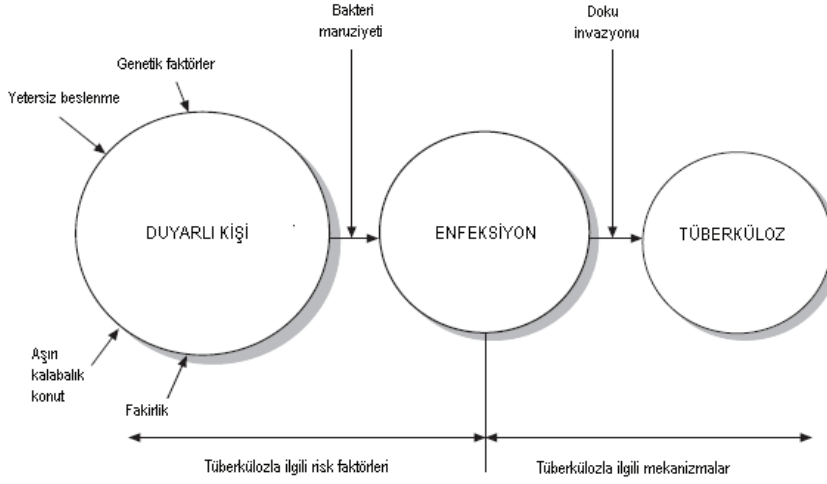 Bakteri
maruziyeti
Doku
invazyonu
Genetik faktörler
Yetersiz beslenme
DUYARLI KİŞİ
ENFEKSİYON
TÜBERKÜLOZ
Aşırı
kalabalık
konut
Fakirlik
Tüberkülozla ilgili risk faktörleri
Tüberkülozla ilgili mekanizmalar